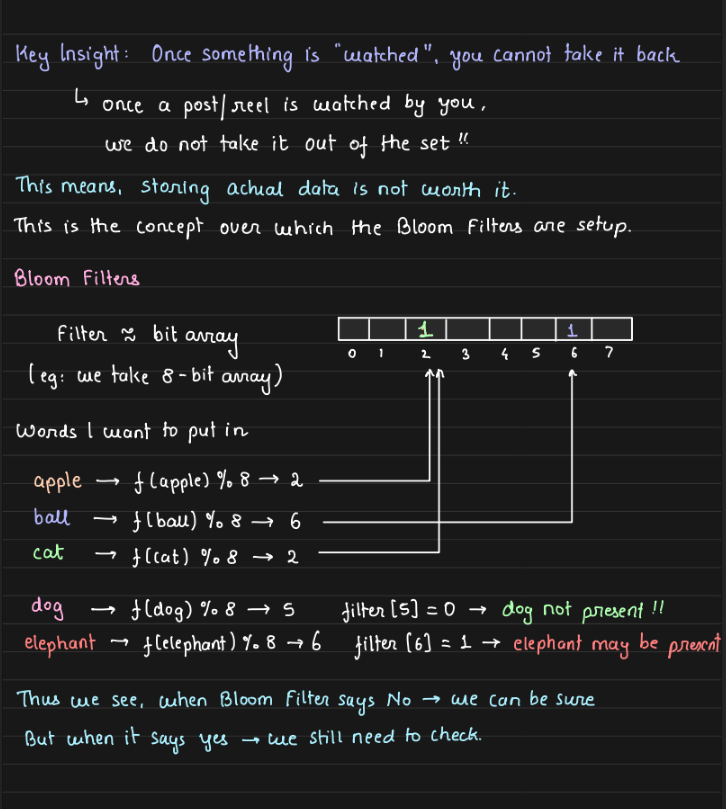 Key Insight: Once something is "watched", you cannot take it back
↳ once a post/reel is watched by you,
we do not take it out of the set !!
This means, storing actual data is not worth it.
This is the concept over which the Bloom Filters are setup.
Bloom Filters
Filter ≈ bit array
(eg: we take 8-bit array)
1 1
0 1 2 3 4 5 6 7
Words I want to put in
apple → f(apple) % 8 → 2
ball → f(ball) % 8 → 6
cat → f(cat) % 8 → 2
dog → f(dog) % 8 → 5 filter[5] = 0 → dog not present !!
elephant → f(elephant) % 8 → 6 filter [6] = 1 → elephant may be present
Thus we see, when Bloom Filter says No → we can be sure
But when it says yes → we still need to check.